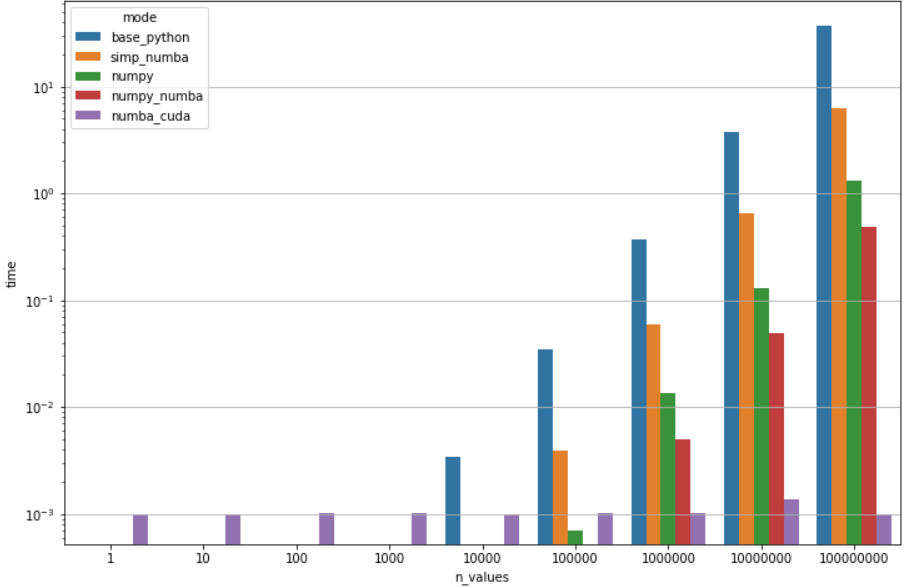 mode
base_python
simp_numba
numpy
numpy_numba
numba_cuda
time
10¹
10⁰
10⁻¹
10⁻²
10⁻³
1 10 100 1000 10000 100000 1000000 10000000 100000000
n_values